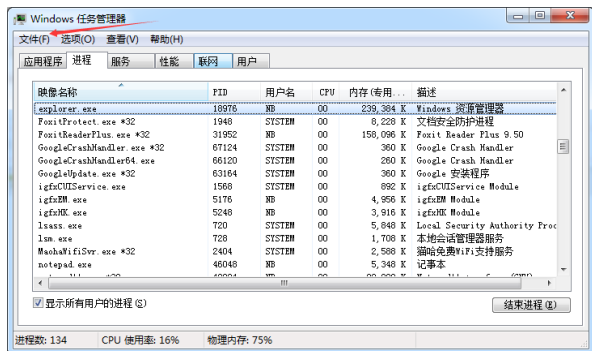 Windows 任务管理器
文件(F) 选项(O) 查看(V) 帮助(H)
应用程序 进程 服务 性能 联网 用户
映像名称 PID 用户名 CPU 内存(专用... 描述
explorer.exe 18976 NB 00 239,384 K Windows 资源管理器
FoxitProtect.exe *32 1948 SYSTEM 00 8,228 K 文档安全防护进程
FoxitReaderPlus.exe *32 31952 NB 00 158,096 K Foxit Reader Plus 9.50
GoogleCrashHandler.exe *32 67124 SYSTEM 00 360 K Google Crash Handler
GoogleCrashHandler64.exe 66120 SYSTEM 00 260 K Google Crash Handler
GoogleUpdate.exe *32 63164 SYSTEM 00 360 K Google 安装程序
igfxCUIService.exe 1568 SYSTEM 00 892 K igfxCUIService Module
igfxEM.exe 5176 NB 00 4,956 K igfxEM Module
igfxHK.exe 5248 NB 00 3,916 K igfxHK Module
lsass.exe 720 SYSTEM 00 5,848 K Local Security Authority Proc
lsm.exe 728 SYSTEM 00 1,708 K 本地会话管理器服务
MaohaWifiSvr.exe *32 2404 SYSTEM 00 2,588 K 猫哈免费WiFi支持服务
notepad.exe 46048 NB 00 5,348 K 记事本
显示所有用户的进程(S) 结束进程(E)
进程数: 134 CPU 使用率: 16% 物理内存: 75%